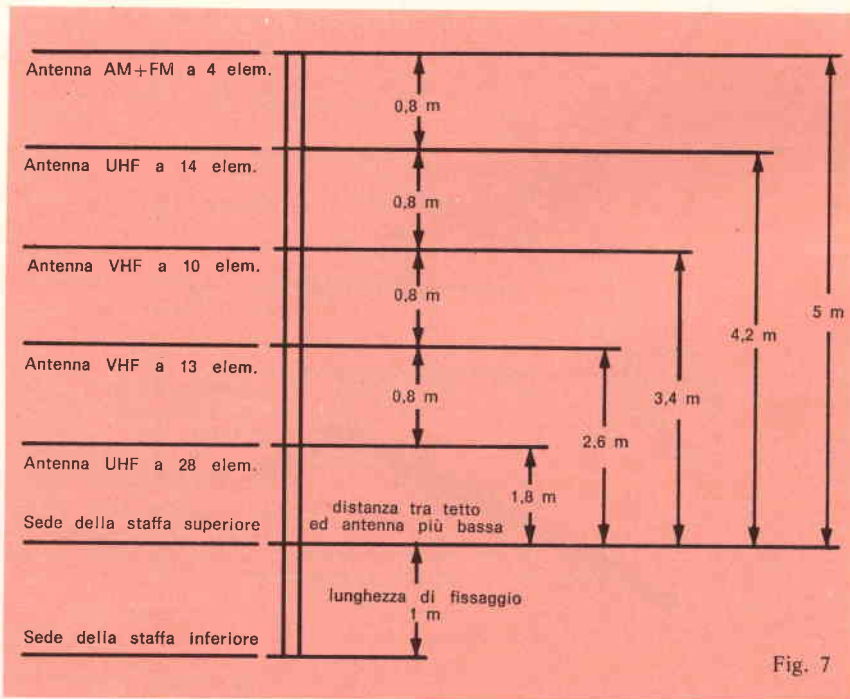 Antenna AM+FM a 4 elem.
0,8 m
Antenna UHF a 14 elem.
0,8 m
Antenna VHF a 10 elem.
0,8 m
5 m
4,2 m
Antenna VHF a 13 elem.
0,8 m
3,4 m
2,6 m
Antenna UHF a 28 elem.
1,8 m
distanza tra tetto
ed antenna più bassa
Sede della staffa superiore
lunghezza di fissaggio
1 m
Sede della staffa inferiore
Fig. 7